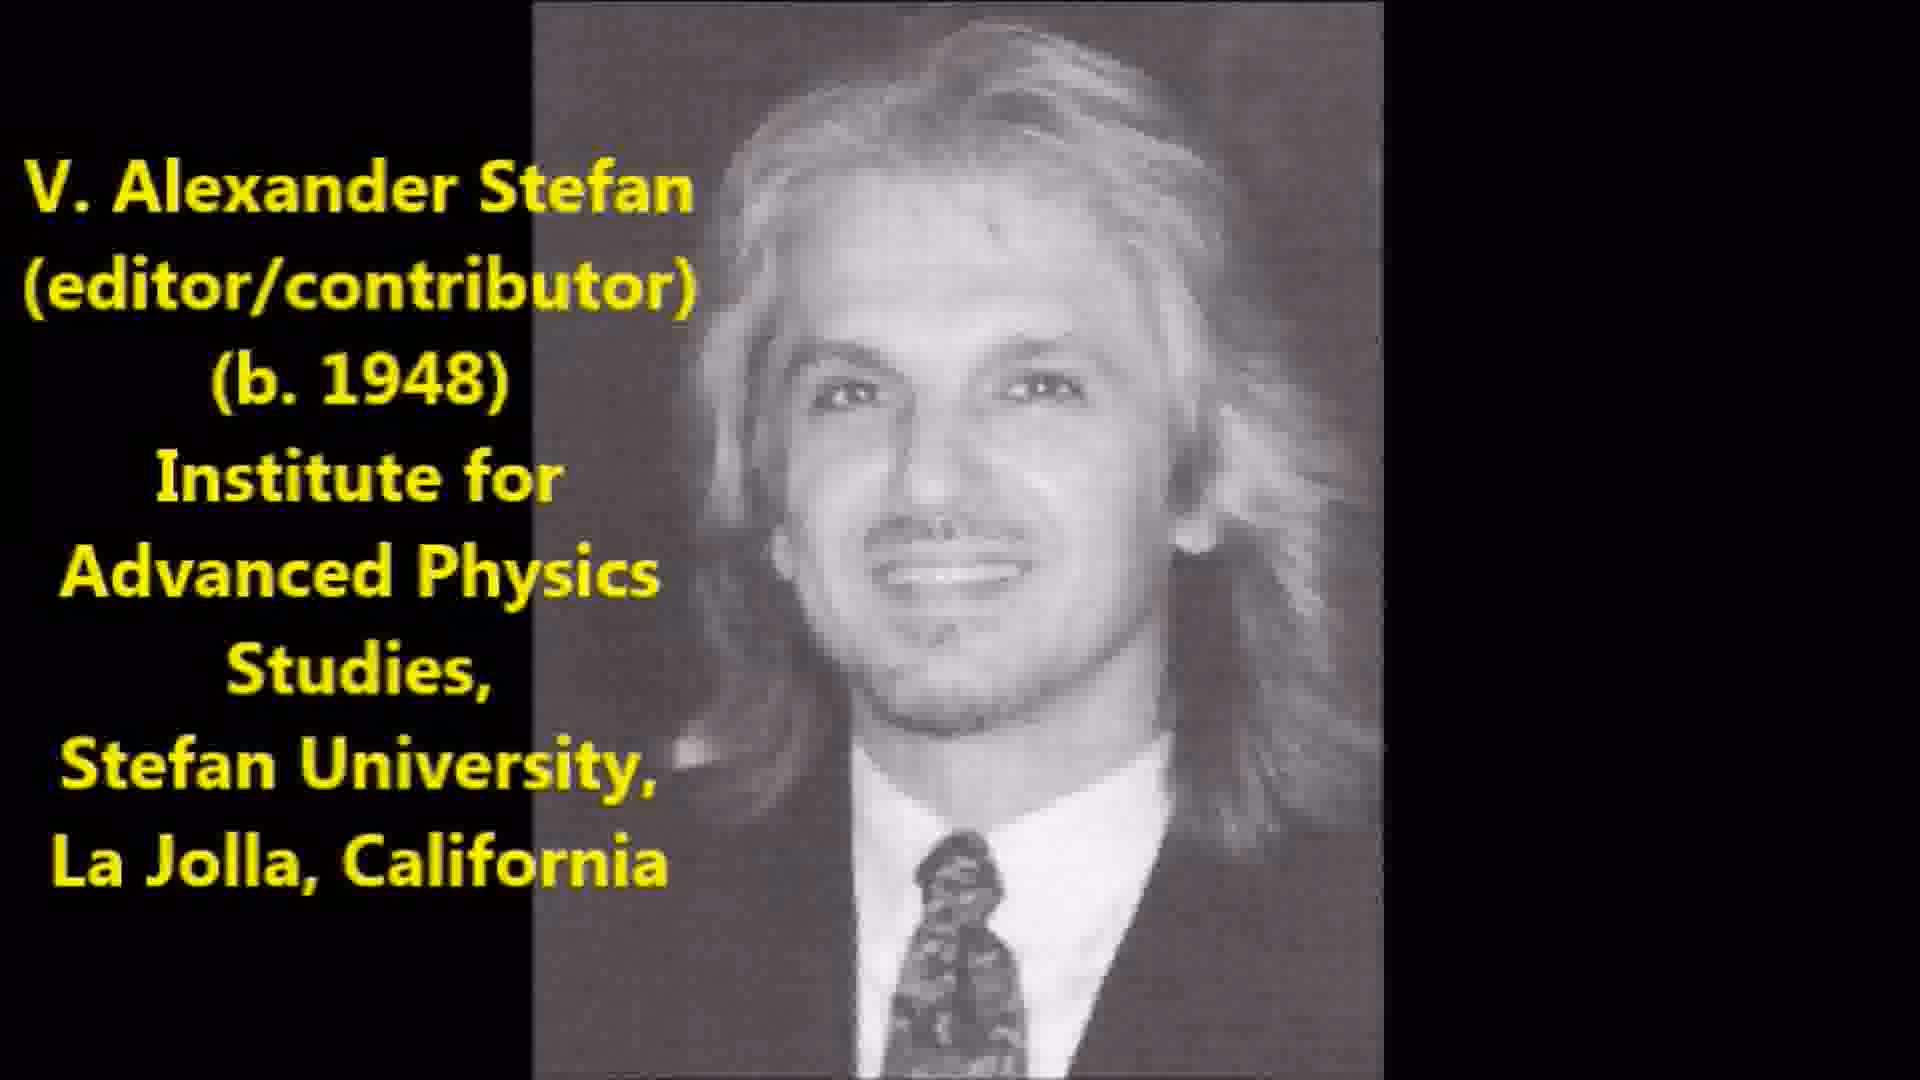 V. Alexander Stefan
(editor/contributor)
(b. 1948)
Institute for
Advanced Physics
Studies,
Stefan University,
La Jolla, California